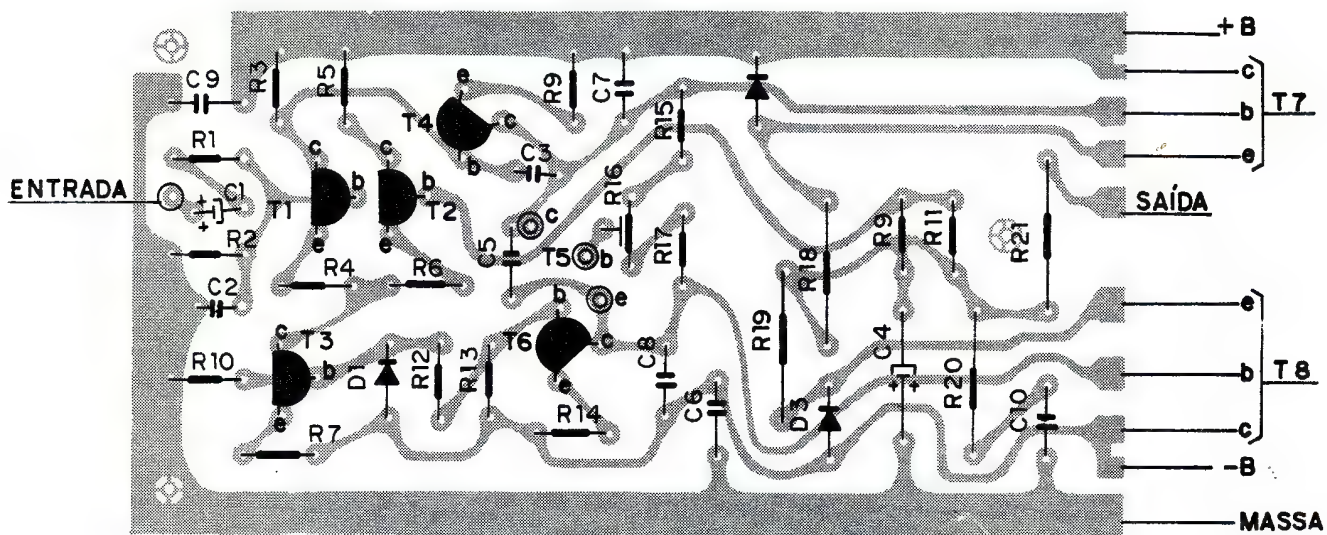 +B
c
b
T7
e
SAÍDA
ENTRADA
C9
R3
R5
e
T4
c
b
R9
C7
R15
R1
C1
+
+
R2
C2
c
T1
b
e
c
b
T2
e
C3
R16
c
C5
T5
b
e
R17
R4
R6
R18
R9
R11
R21
R19
c
T3
b
e
R10
D1
R12
R13
b
T6
c
e
C8
C6
R7
R14
D3
C4
+
+
R20
C10
e
b
T8
c
-B
MASSA